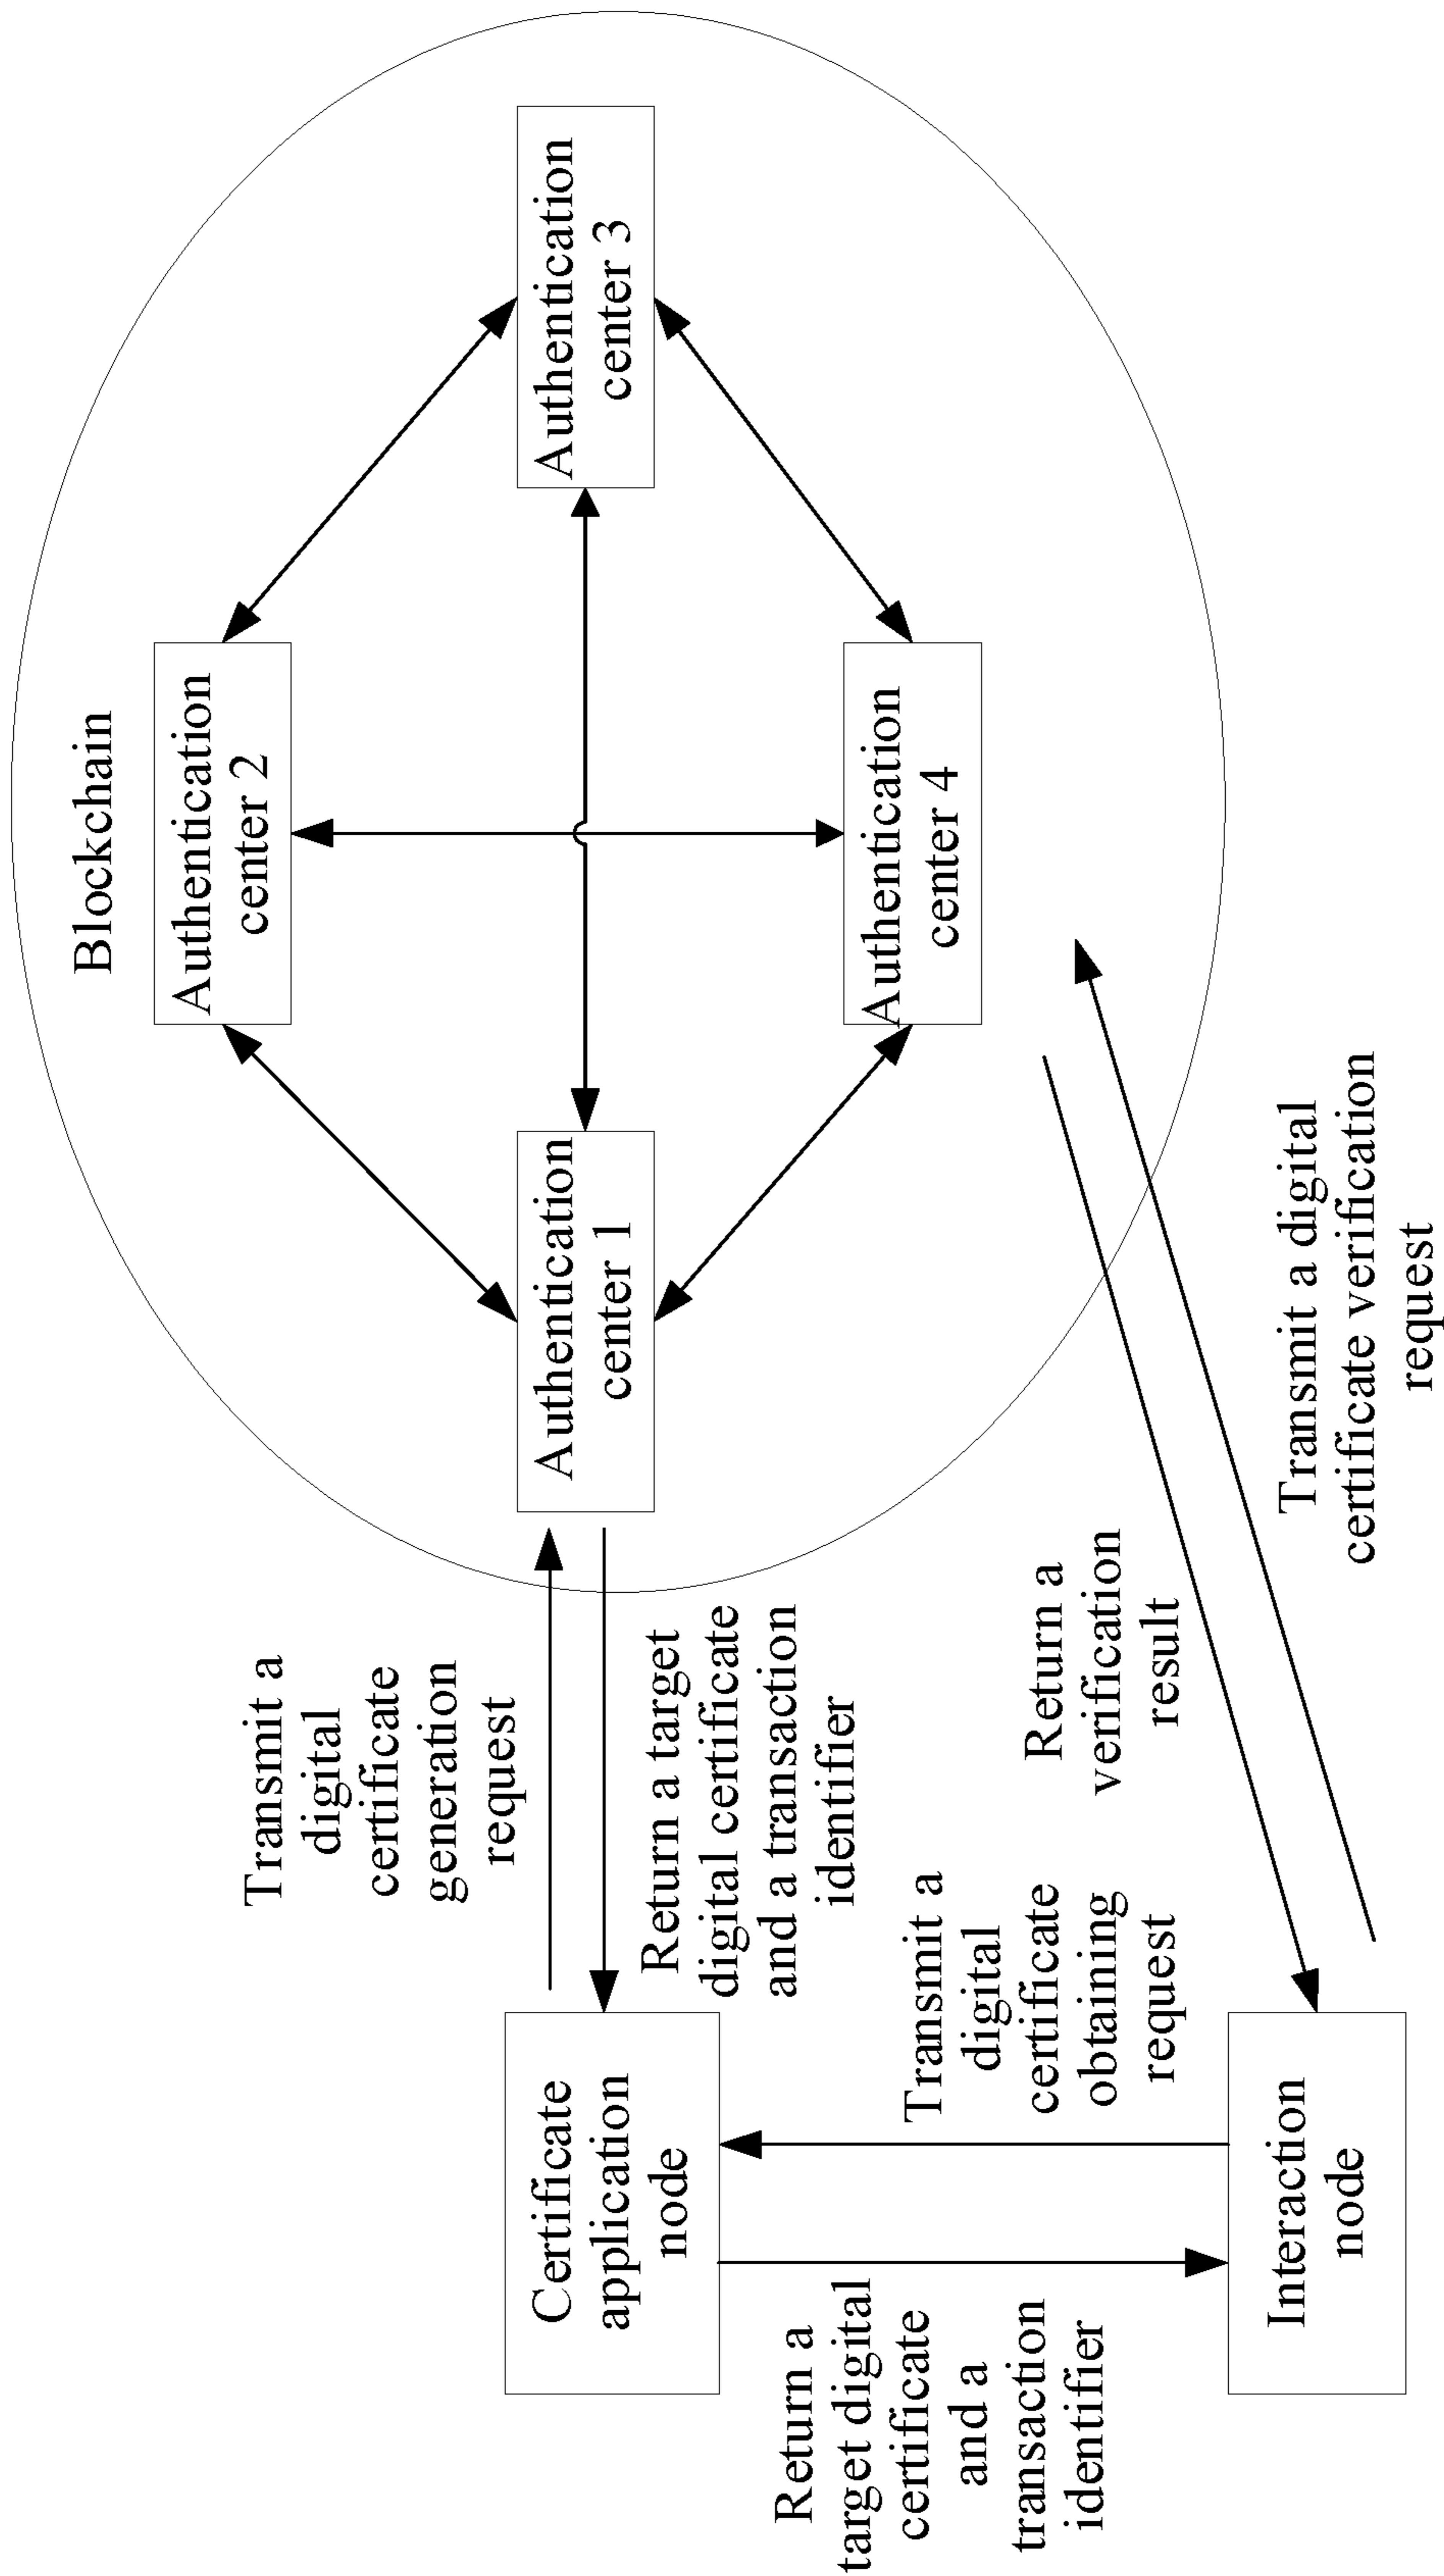 Blockchain
Authentication
center 2
Authentication
center 1
Authentication
center 3
Authentication
center 4
Transmit a
digital
certificate
generation
request
Return a target
digital certificate
and a transaction
identifier
Certificate
application
node
Return a
target digital
certificate
and a
transaction
identifier
Transmit a
digital
certificate
obtaining
request
Return a
verification
result
Transmit a digital
certificate verification
request
Interaction
node